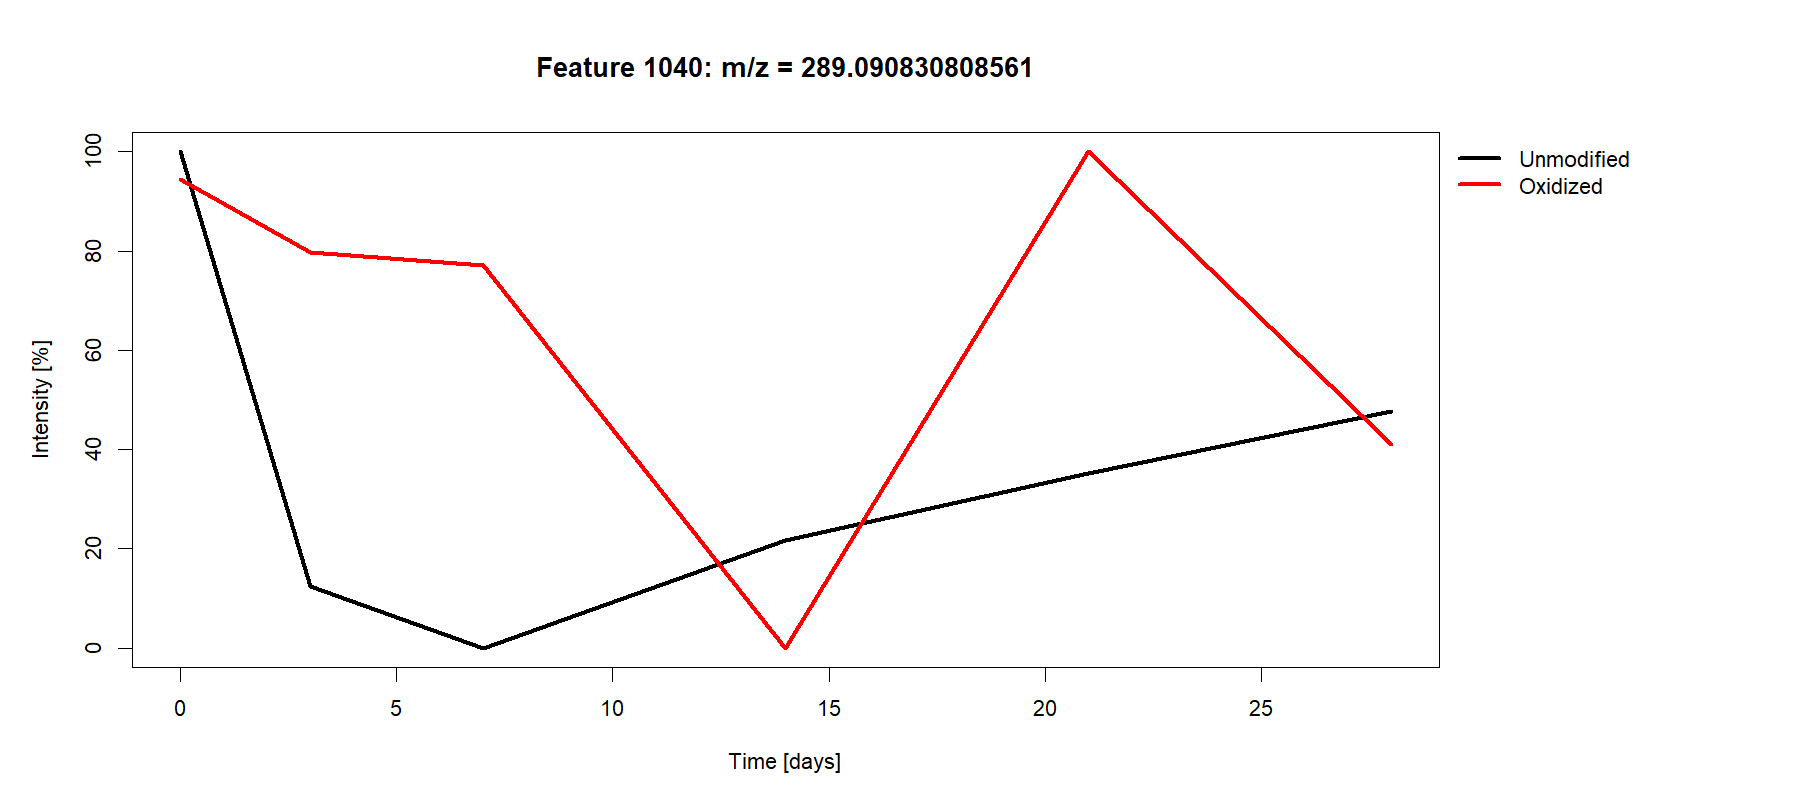 Feature 1040: m/z = 289.090830808561
Unmodified
Oxidized
Intensity [%]
100
80
60
40
20
0
0 5 10 15 20 25
Time [days]